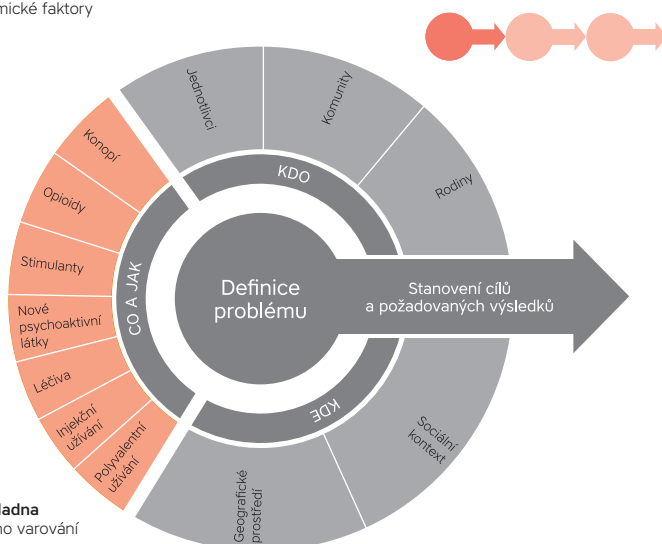 mické faktory
Jednotlivci
Komunity
Rodiny
KDO
Konopí
Opioidy
Stimulanty
Nové
psychoaktivní
látky
Léčiva
Injekční
užívání
Polyvalentní
užívání
CO A JAK
Definice
problému
Stanovení cílů
a požadovaných výsledků
KDE
Sociální
kontext
Geografické
prostředí
ladna
no varování